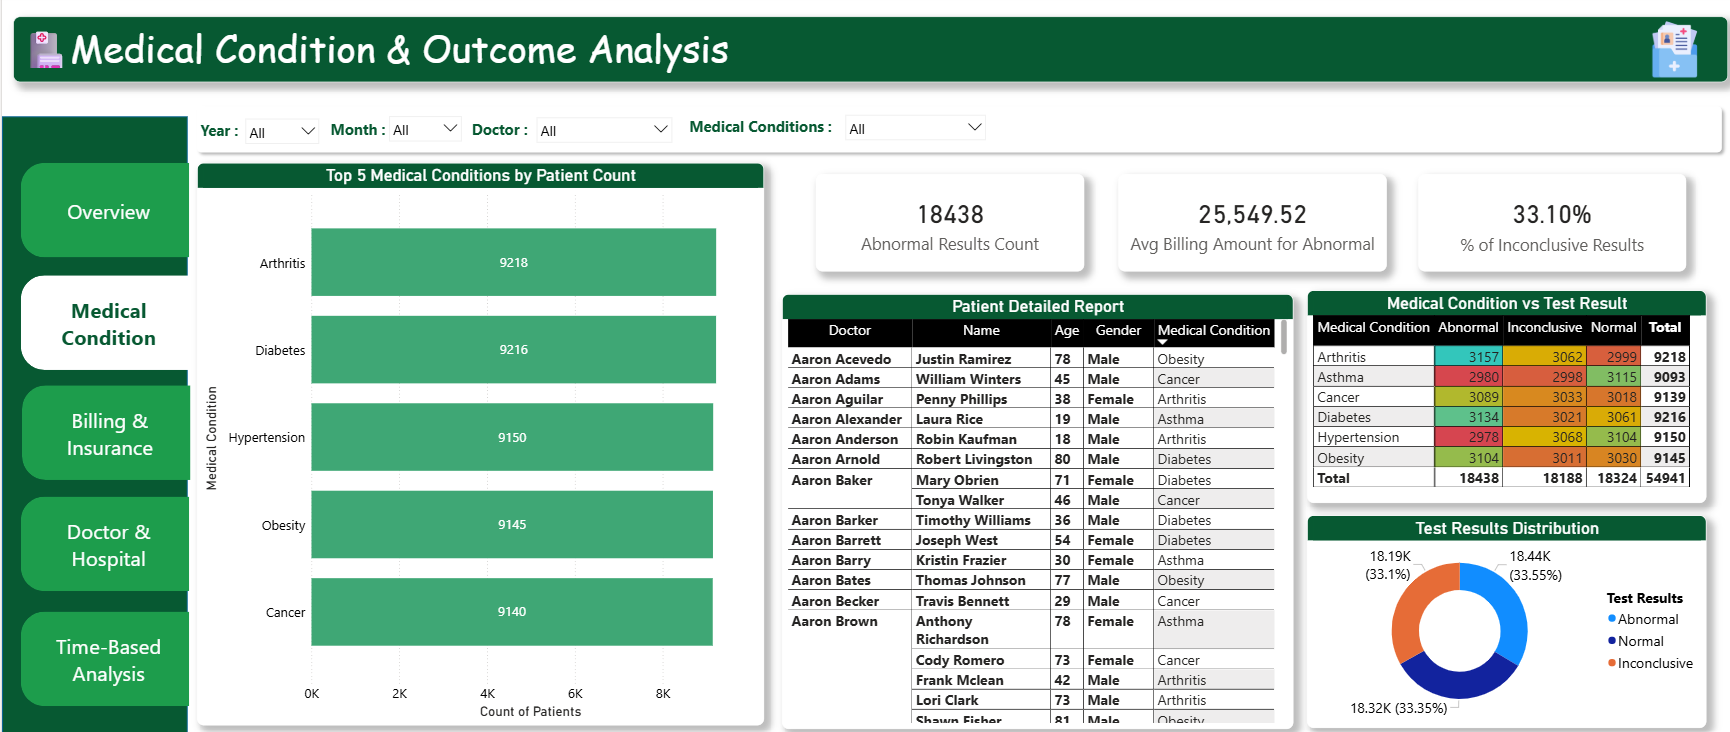 Medical Condition & Outcome Analysis
Year : All Month : All Doctor : All Medical Conditions : All
Overview
Medical
Condition
Billing &
Insurance
Doctor &
Hospital
Time-Based
Analysis
Top 5 Medical Conditions by Patient Count
Medical Condition
Arthritis 9218
Diabetes 9216
Hypertension 9150
Obesity 9145
Cancer 9140
0K 2K 4K 6K 8K
Count of Patients
18438
Abnormal Results Count
25,549.52
Avg Billing Amount for Abnormal
33.10%
% of Inconclusive Results
Patient Detailed Report
Doctor Name Age Gender Medical Condition
Aaron Acevedo Justin Ramirez 78 Male Obesity
Aaron Adams William Winters 45 Male Cancer
Aaron Aguilar Penny Phillips 38 Female Arthritis
Aaron Alexander Laura Rice 19 Male Asthma
Aaron Anderson Robin Kaufman 18 Male Arthritis
Aaron Arnold Robert Livingston 80 Male Diabetes
Aaron Baker Mary Obrien 71 Female Diabetes
Tonya Walker 46 Male Cancer
Aaron Barker Timothy Williams 36 Male Diabetes
Aaron Barrett Joseph West 54 Female Diabetes
Aaron Barry Kristin Frazier 30 Female Asthma
Aaron Bates Thomas Johnson 77 Male Obesity
Aaron Becker Travis Bennett 29 Male Cancer
Aaron Brown Anthony 78 Female Asthma
Richardson
Cody Romero 73 Female Cancer
Frank Mclean 42 Male Arthritis
Lori Clark 73 Male Arthritis
Shawn Fisher 81 Male Obesity
Medical Condition vs Test Result
Medical Condition Abnormal Inconclusive Normal Total
Arthritis 3157 3062 2999 9218
Asthma 2980 2998 3115 9093
Cancer 3089 3033 3018 9139
Diabetes 3134 3021 3061 9216
Hypertension 2978 3068 3104 9150
Obesity 3104 3011 3030 9145
Total 18438 18188 18324 54941
Test Results Distribution
18.19K
(33.1%)
18.44K
(33.55%)
18.32K (33.35%)
Test Results
Abnormal
Normal
Inconclusive